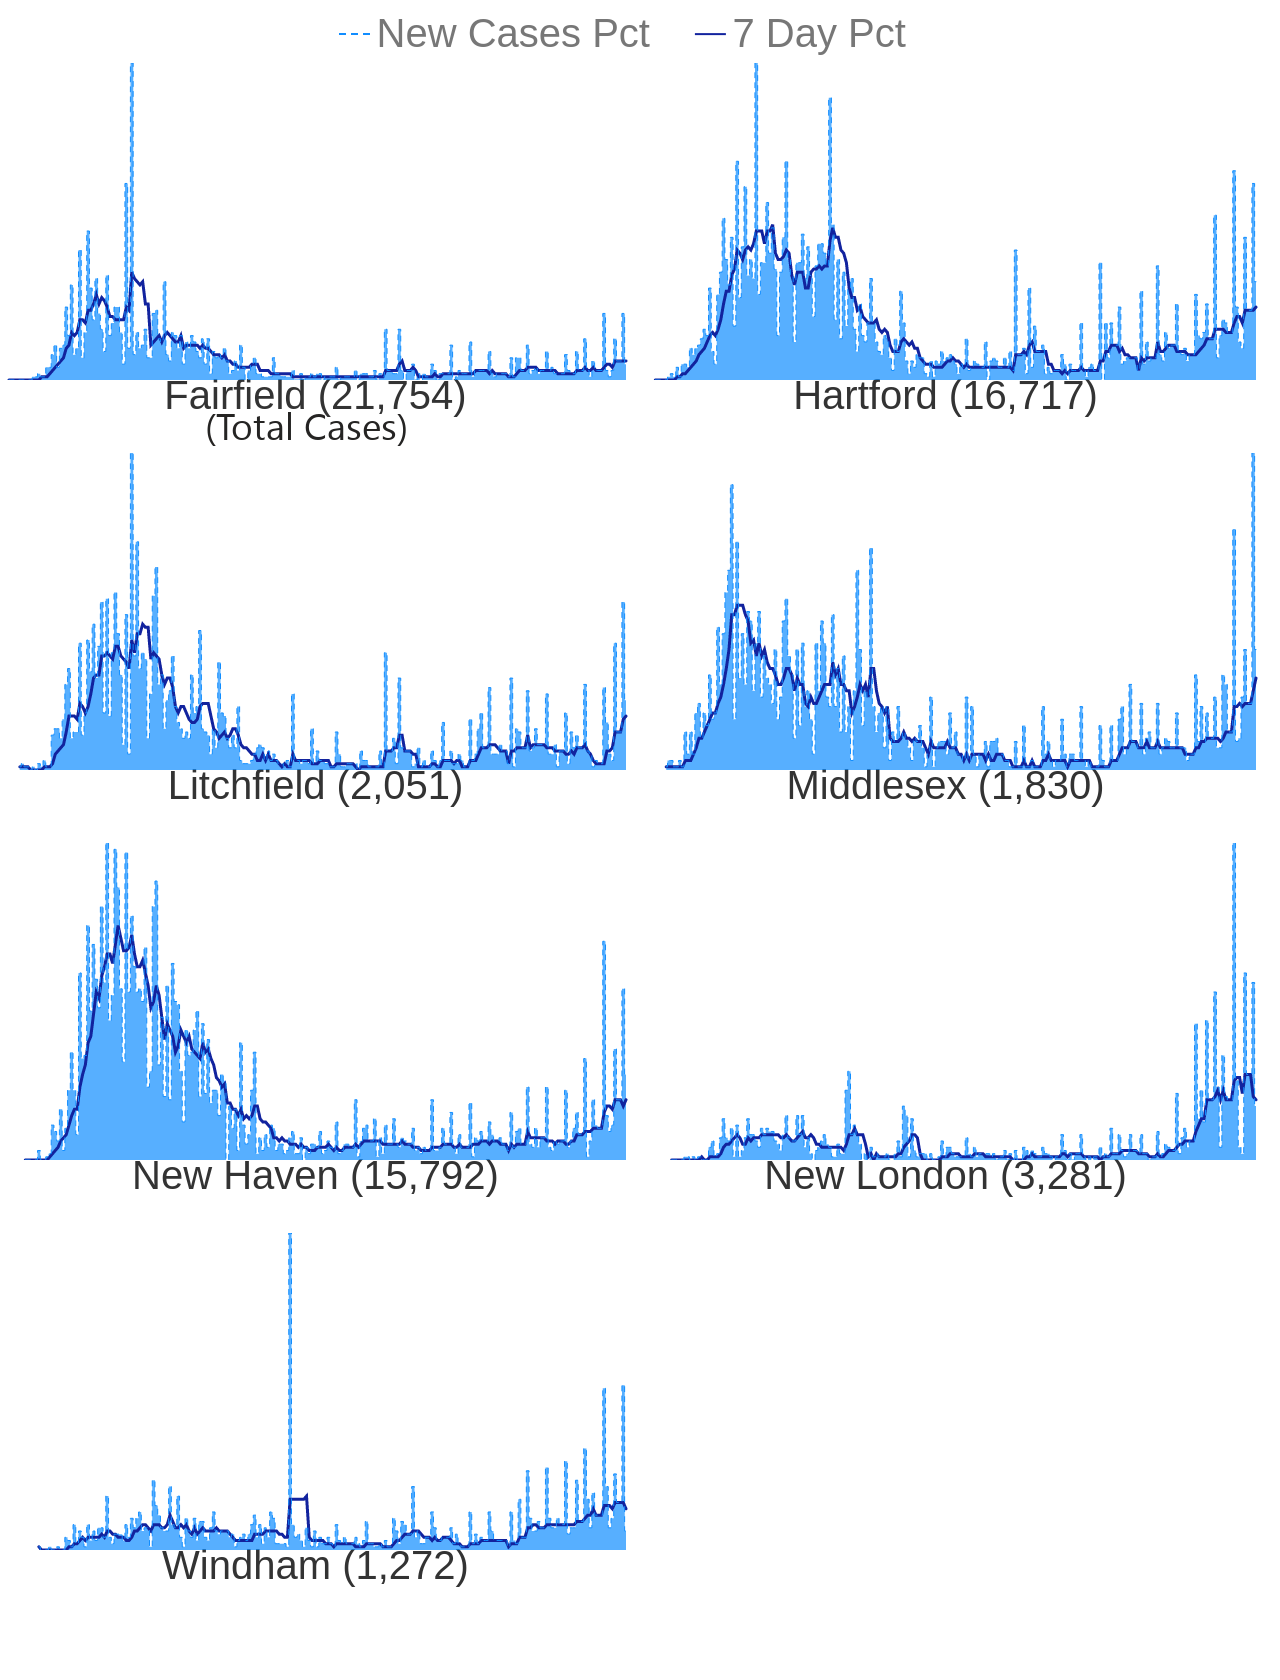 New Cases Pct 7 Day Pct
Fairfield (21,754)
(Total Cases)
Hartford (16,717)
Litchfield (2,051)
Middlesex (1,830)
New Haven (15,792)
New London (3,281)
Windham (1,272)